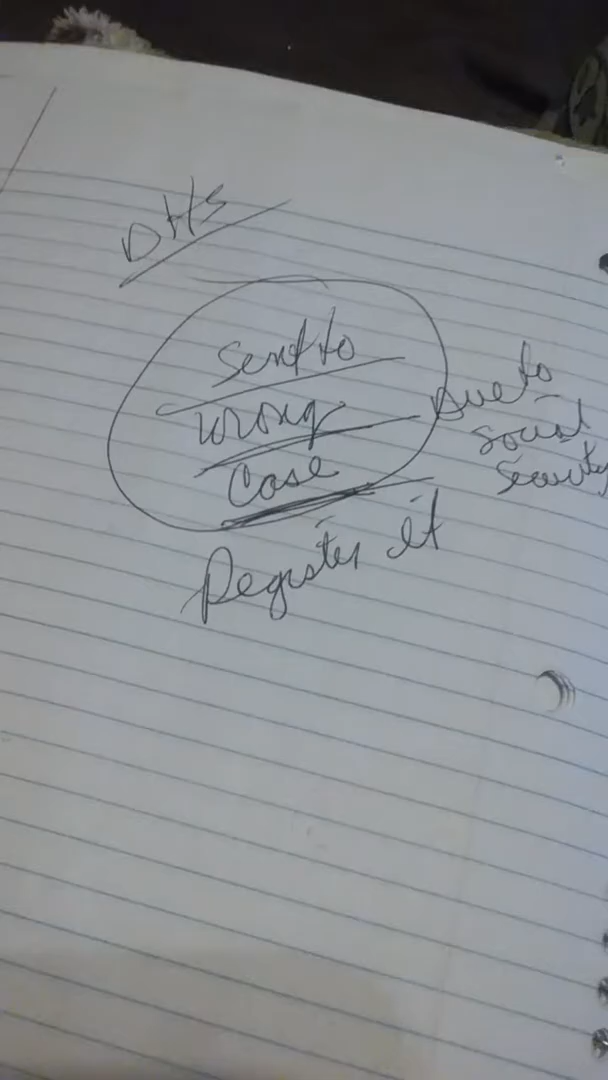 DHS
Sent to
wrong
Case
Due to
Social
Security
Register it